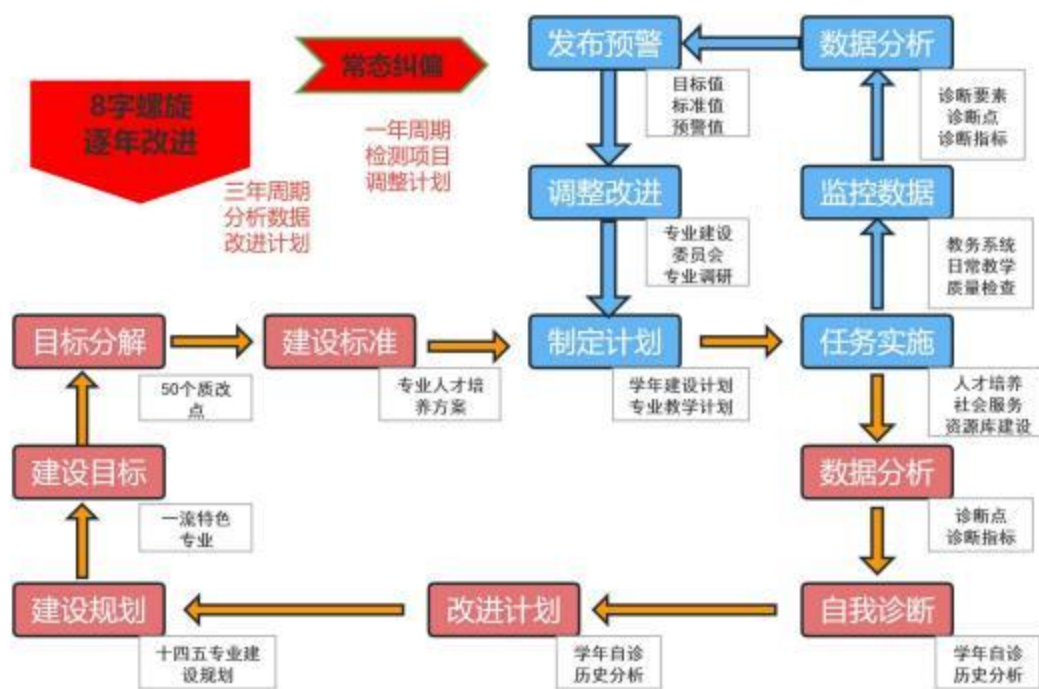 发布预警
数据分析
常态纠偏
目标值
标准值
预警值
诊断要素
诊断点
诊断指标
8字螺旋
逐年改进
一年周期
检测项目
调整计划
三年周期
分析数据
改进计划
调整改进
监控数据
专业建设
委员会
专业调研
教务系统
日常教学
质量检查
目标分解
建设标准
制定计划
任务实施
50个质改
点
专业人才培
养方案
学年建设计划
专业教学计划
人才培养
社会服务
资源库建设
建设目标
数据分析
一流特色
专业
诊断点
诊断指标
建设规划
改进计划
自我诊断
十四五专业建
设规划
学年自诊
历史分析
学年自诊
历史分析